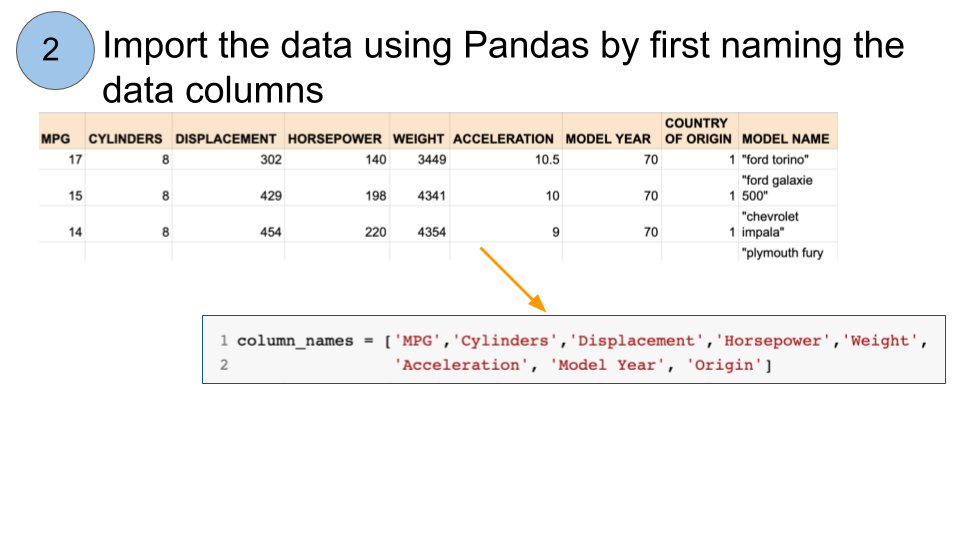 2
Import the data using Pandas by first naming the
data columns
MPG CYLINDERS DISPLACEMENT HORSEPOWER WEIGHT ACCELERATION MODEL YEAR COUNTRY OF ORIGIN MODEL NAME
17 8 302 140 3449 10.5 70 1 "ford torino"
15 8 429 198 4341 10 70 1 "ford galaxie 500"
14 8 454 220 4354 9 70 1 "chevrolet impala"
"plymouth fury
1 column_names = ['MPG','Cylinders','Displacement','Horsepower','Weight',
2 'Acceleration', 'Model Year', 'Origin']